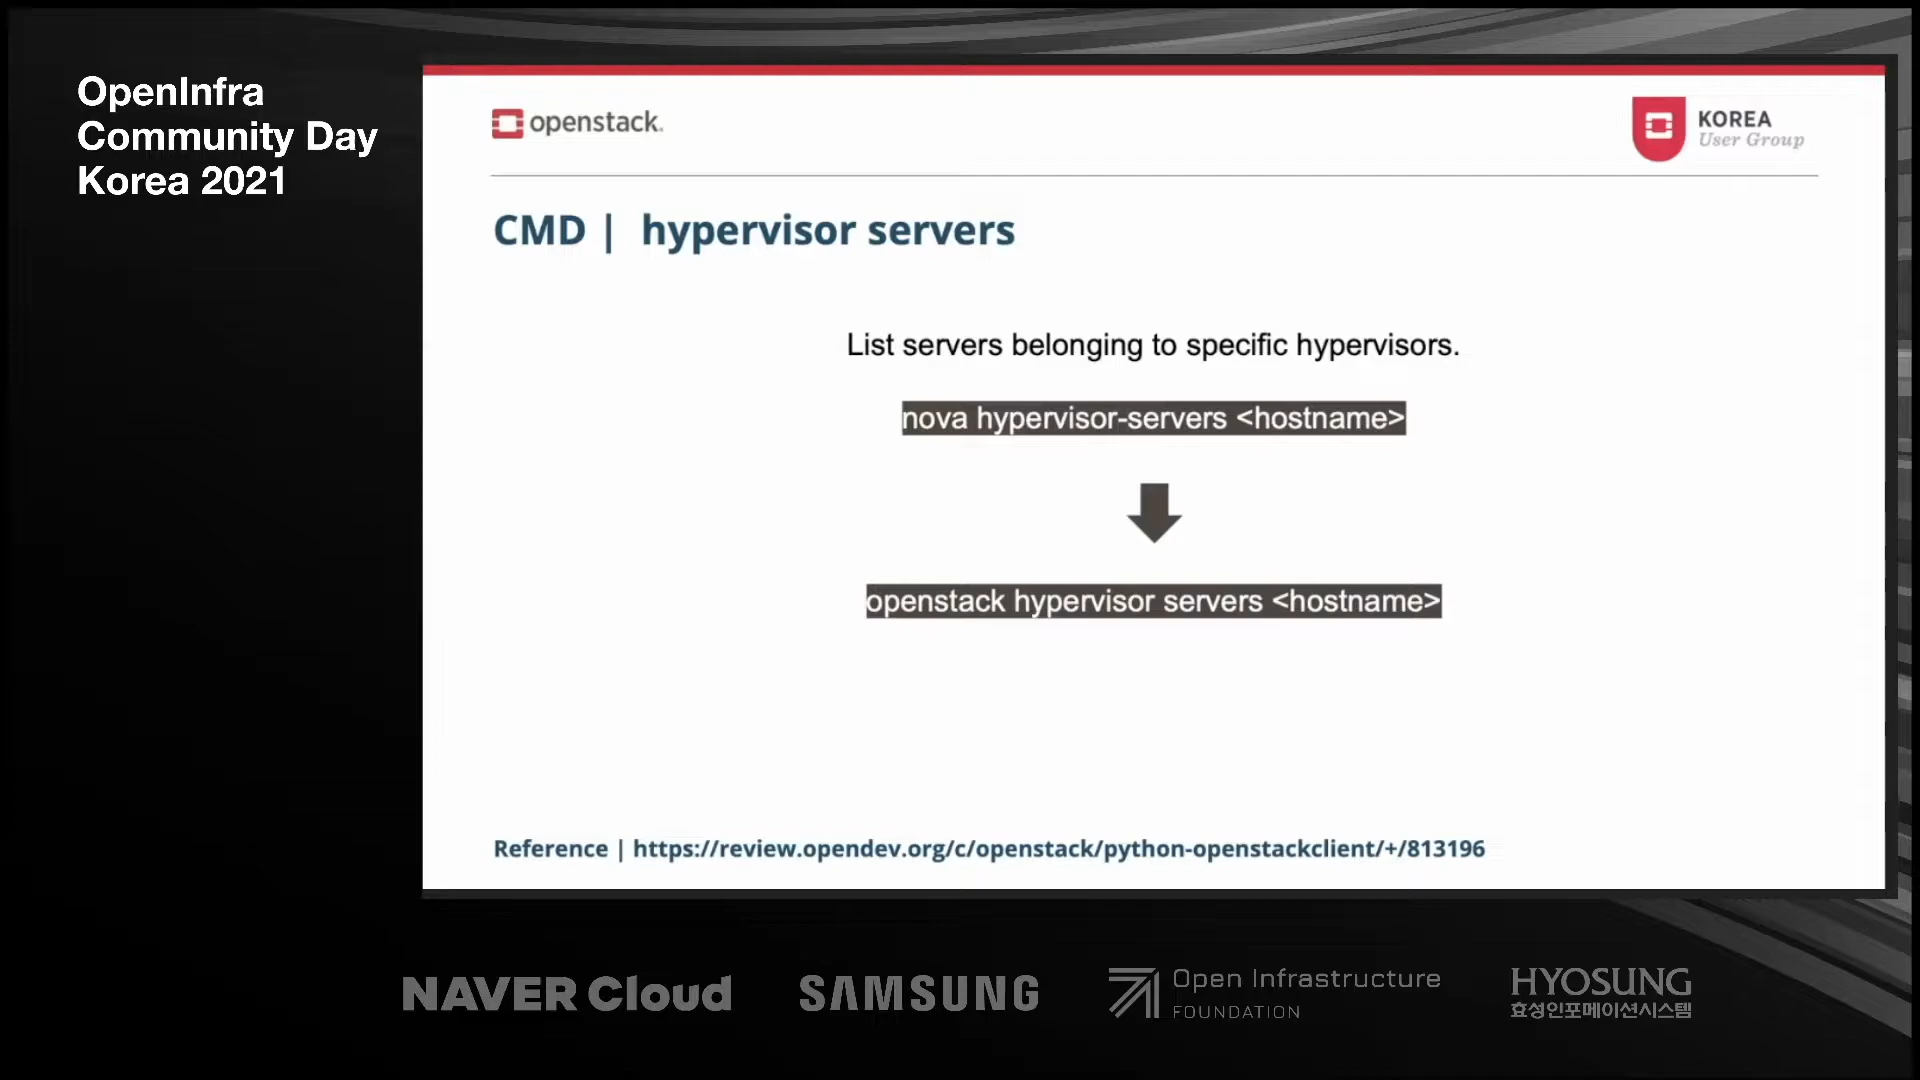 OpenInfra
Community Day
Korea 2021
openstack.
KOREA
User Group
CMD | hypervisor servers
List servers belonging to specific hypervisors.
nova hypervisor-servers <hostname>
openstack hypervisor servers <hostname>
Reference | https://review.opendev.org/c/openstack/python-openstackclient/+/813196
NAVER Cloud
SAMSUNG
Open Infrastructure
FOUNDATION
HYOSUNG
효성인포메이션시스템